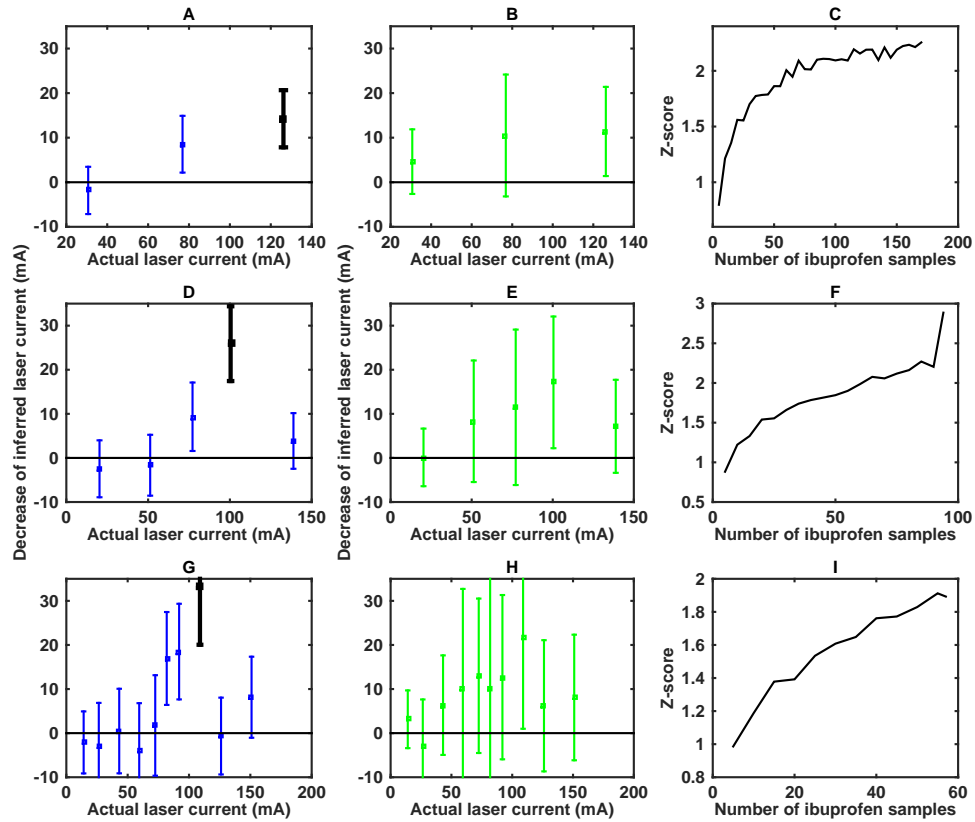 A
B
C
35
30
20
10
0
-10
20 40 60 80 100 120 140
Actual laser current (mA)
30
20
10
0
-10
20 40 60 80 100 120 140
Actual laser current (mA)
Z-score
2
1.5
1
0 50 100 150 200
Number of ibuprofen samples
Decrease of inferred laser current (mA)
Decrease of inferred laser current (mA)
D
E
F
30
20
10
0
-10
0 50 100 150
Actual laser current (mA)
30
20
10
0
-10
0 50 100 150
Actual laser current (mA)
Z-score
3
2.5
2
1.5
1
0.5
0 50 100
Number of ibuprofen samples
G
H
I
30
20
10
0
-10
0 50 100 150 200
Actual laser current (mA)
30
20
10
0
-10
0 50 100 150 200
Actual laser current (mA)
Z-score
2
1.8
1.6
1.4
1.2
1
0.8
0 20 40 60
Number of ibuprofen samples